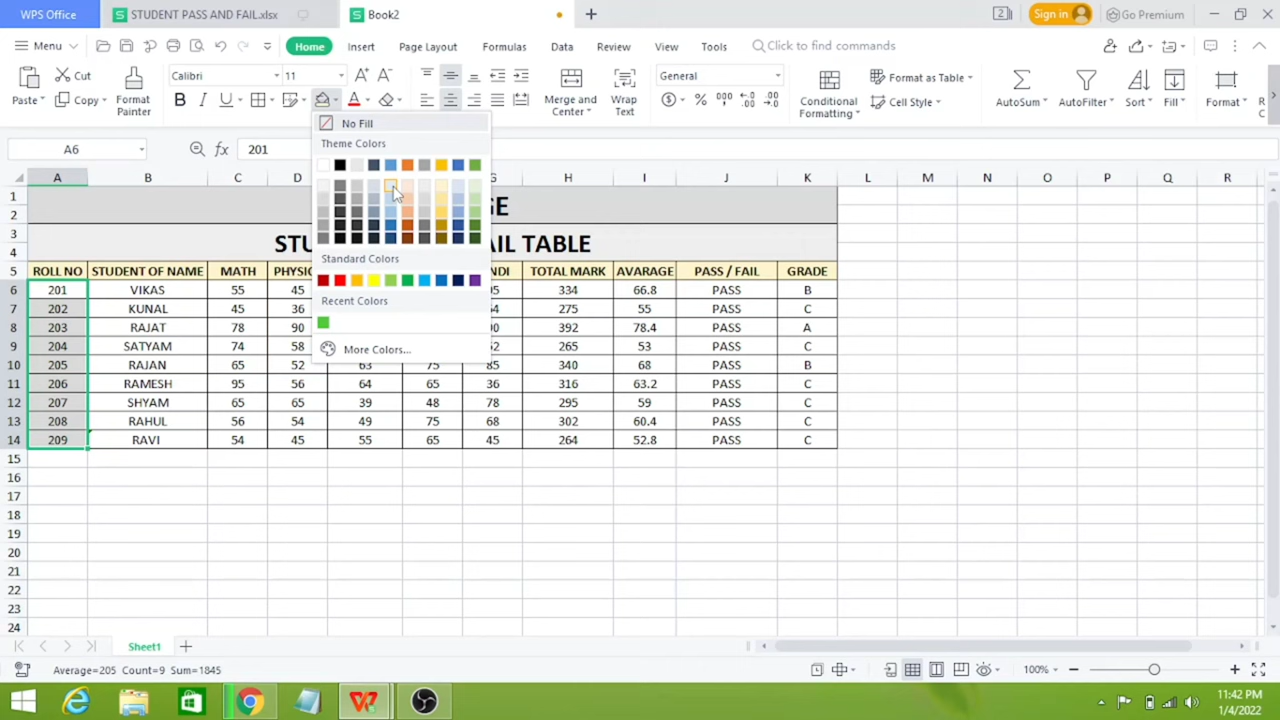 WPS Office STUDENT PASS AND FAIL.xlsx Book2 Sign in Go Premium
Menu Home Insert Page Layout Formulas Data Review View Tools Click to find commands
Paste Cut Copy Format Painter Calibri 11 B I U A General Merge and Center Wrap Text Conditional Formatting Format as Table Cell Style AutoSum AutoFilter Sort Fill Format
A6 fx 201
No Fill
Theme Colors
Standard Colors
Recent Colors
More Colors...
A B C D H I J K L M N O P Q R
1
2 GE
3
4 STU AIL TABLE
5 ROLL NO STUDENT OF NAME MATH PHYSI NDI TOTAL MARK AVARAGE PASS / FAIL GRADE
6 201 VIKAS 55 45 334 66.8 PASS B
7 202 KUNAL 45 36 275 55 PASS C
8 203 RAJAT 78 90 392 78.4 PASS A
9 204 SATYAM 74 58 265 53 PASS C
10 205 RAJAN 65 52 63 75 85 340 68 PASS B
11 206 RAMESH 95 56 64 65 36 316 63.2 PASS C
12 207 SHYAM 65 65 39 48 78 295 59 PASS C
13 208 RAHUL 56 54 49 75 68 302 60.4 PASS C
14 209 RAVI 54 45 55 65 45 264 52.8 PASS C
15
16
17
18
19
20
21
22
23
24
Sheet1
Average=205 Count=9 Sum=1845 100%
11:42 PM
1/4/2022